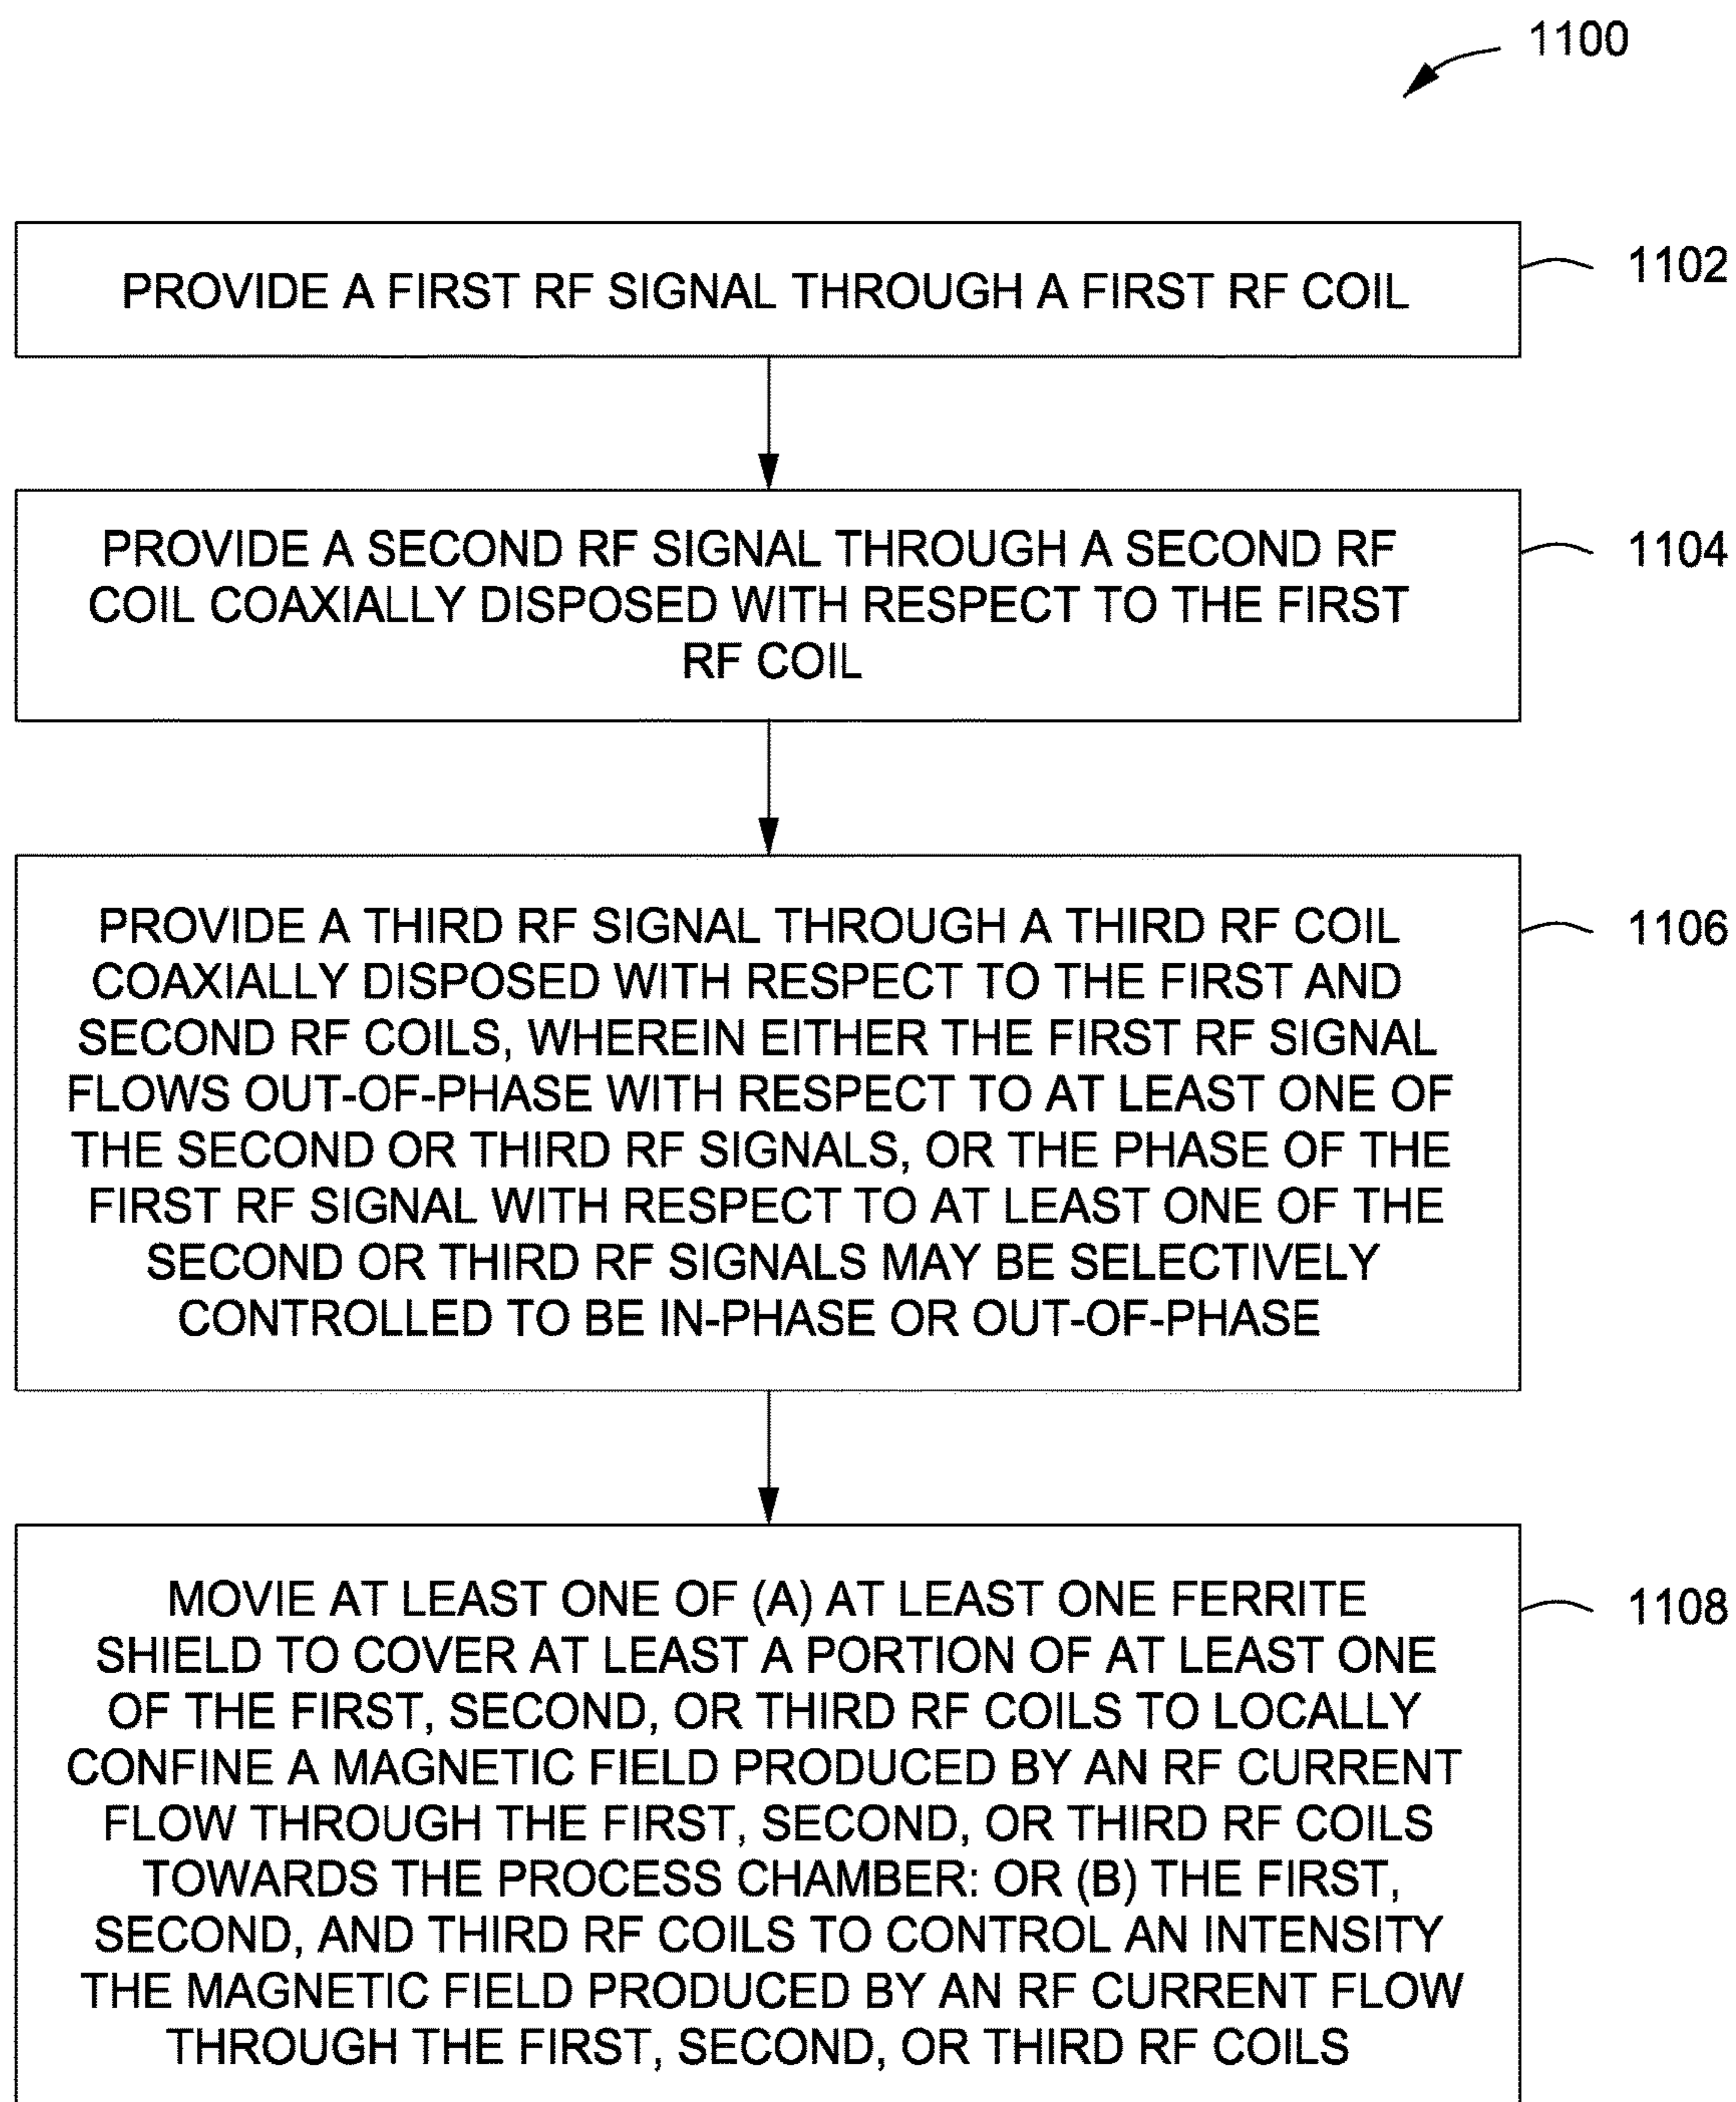 1100
PROVIDE A FIRST RF SIGNAL THROUGH A FIRST RF COIL
1102
PROVIDE A SECOND RF SIGNAL THROUGH A SECOND RF
COIL COAXIALLY DISPOSED WITH RESPECT TO THE FIRST
RF COIL
1104
PROVIDE A THIRD RF SIGNAL THROUGH A THIRD RF COIL
COAXIALLY DISPOSED WITH RESPECT TO THE FIRST AND
SECOND RF COILS, WHEREIN EITHER THE FIRST RF SIGNAL
FLOWS OUT-OF-PHASE WITH RESPECT TO AT LEAST ONE OF
THE SECOND OR THIRD RF SIGNALS, OR THE PHASE OF THE
FIRST RF SIGNAL WITH RESPECT TO AT LEAST ONE OF THE
SECOND OR THIRD RF SIGNALS MAY BE SELECTIVELY
CONTROLLED TO BE IN-PHASE OR OUT-OF-PHASE
1106
MOVIE AT LEAST ONE OF (A) AT LEAST ONE FERRITE
SHIELD TO COVER AT LEAST A PORTION OF AT LEAST ONE
OF THE FIRST, SECOND, OR THIRD RF COILS TO LOCALLY
CONFINE A MAGNETIC FIELD PRODUCED BY AN RF CURRENT
FLOW THROUGH THE FIRST, SECOND, OR THIRD RF COILS
TOWARDS THE PROCESS CHAMBER: OR (B) THE FIRST,
SECOND, AND THIRD RF COILS TO CONTROL AN INTENSITY
THE MAGNETIC FIELD PRODUCED BY AN RF CURRENT FLOW
THROUGH THE FIRST, SECOND, OR THIRD RF COILS
1108